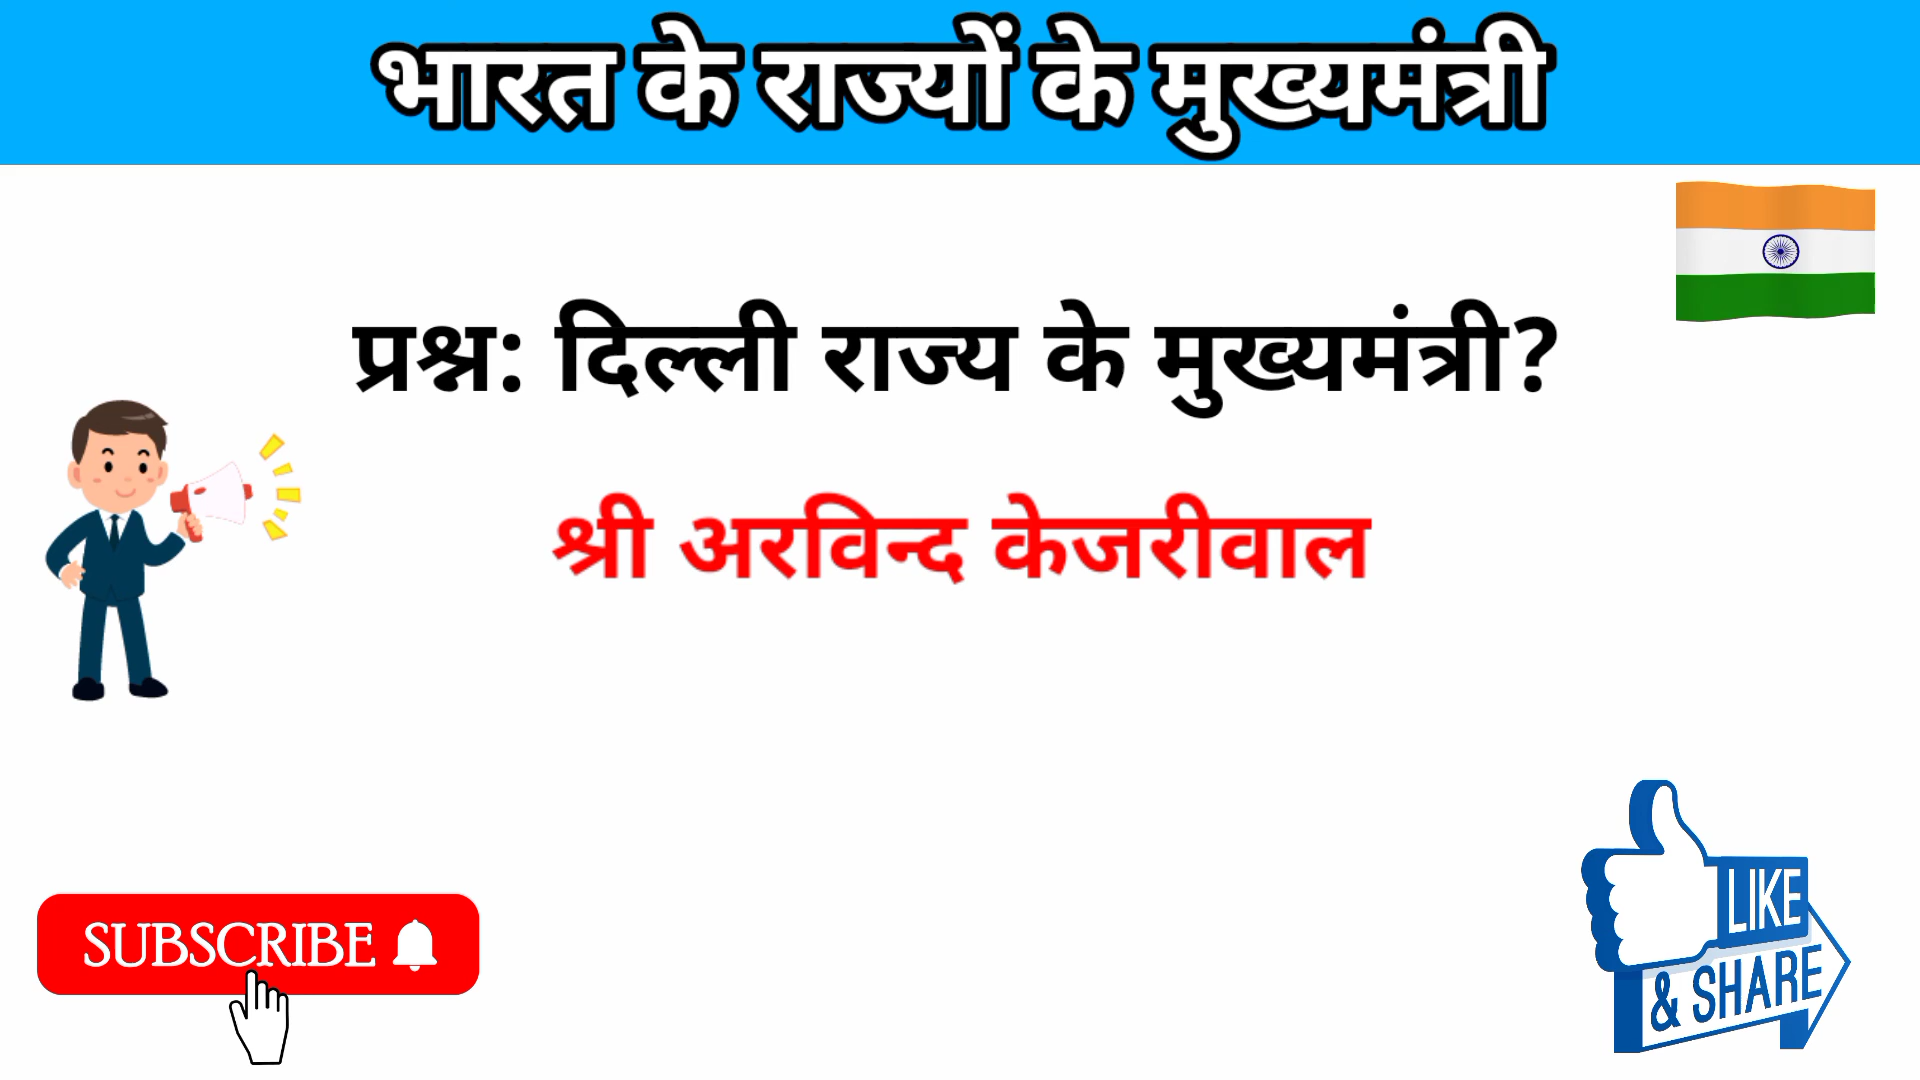 भारत के राज्यों के मुख्यमंत्री
प्रश्न: दिल्ली राज्य के मुख्यमंत्री?
श्री अरविन्द केजरीवाल
SUBSCRIBE
LIKE
& SHARE